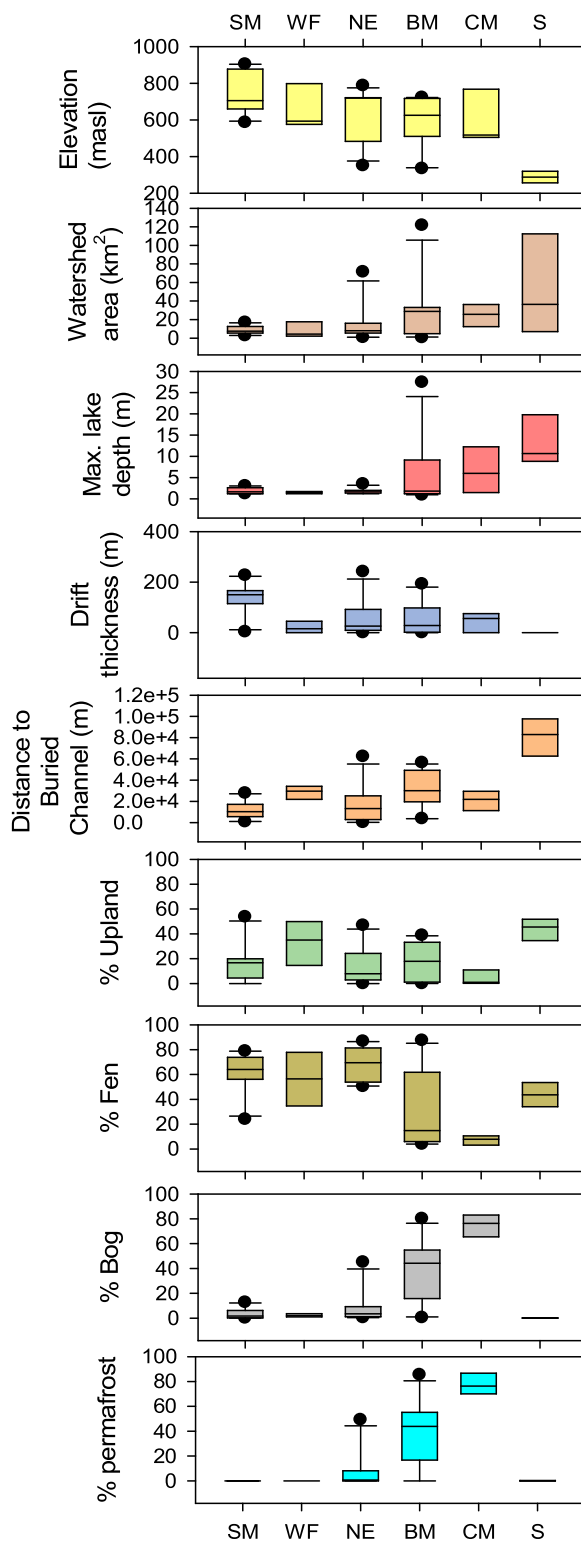 SM WF NE BM CM S
Elevation
(masl)
1000
800
600
400
200
Watershed
area (km²)
140
120
100
80
60
40
20
0
Max. lake
depth (m)
30
25
20
15
10
5
0
Drift
thickness (m)
400
200
0
Distance to
Buried
Channel (m)
1.2e+5
1.0e+5
8.0e+4
6.0e+4
4.0e+4
2.0e+4
0.0
% Upland
100
80
60
40
20
0
% Fen
100
80
60
40
20
0
% Bog
100
80
60
40
20
0
% permafrost
100
80
60
40
20
0
SM WF NE BM CM S